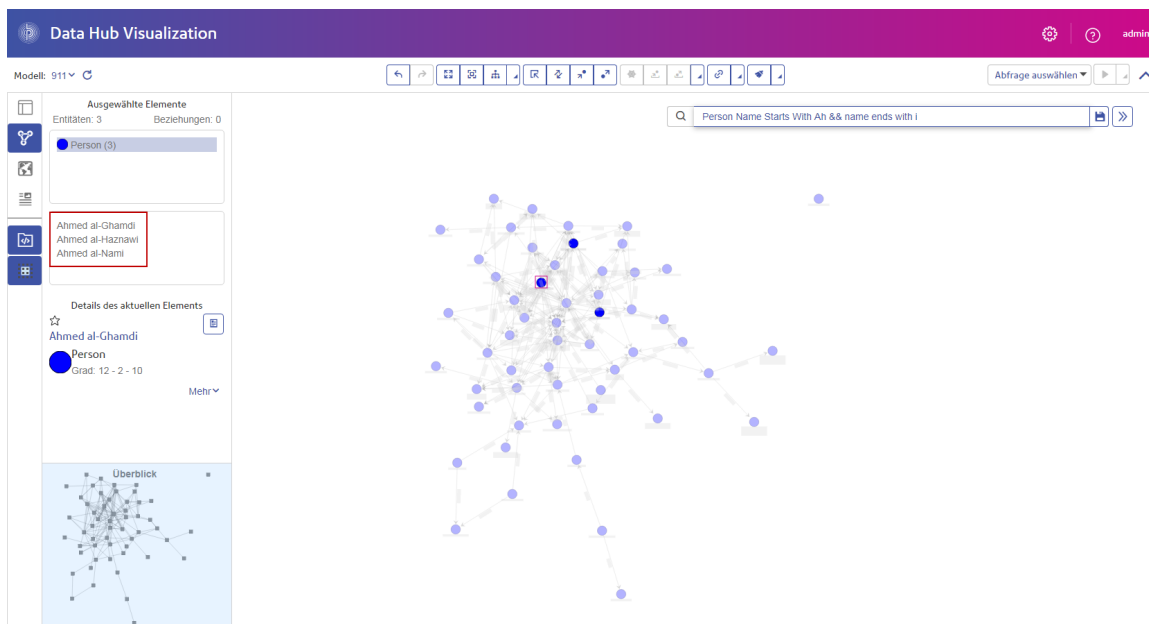 Data Hub Visualization
admin
Modell: 911
Abfrage auswählen
Ausgewählte Elemente
Entitäten: 3 Beziehungen: 0
Person (3)
Person Name Starts With Ah && name ends with i
Ahmed al-Ghamdi
Ahmed al-Haznawi
Ahmed al-Nami
Details des aktuellen Elements
Ahmed al-Ghamdi
Person
Grad: 12 - 2 - 10
Mehr
Überblick